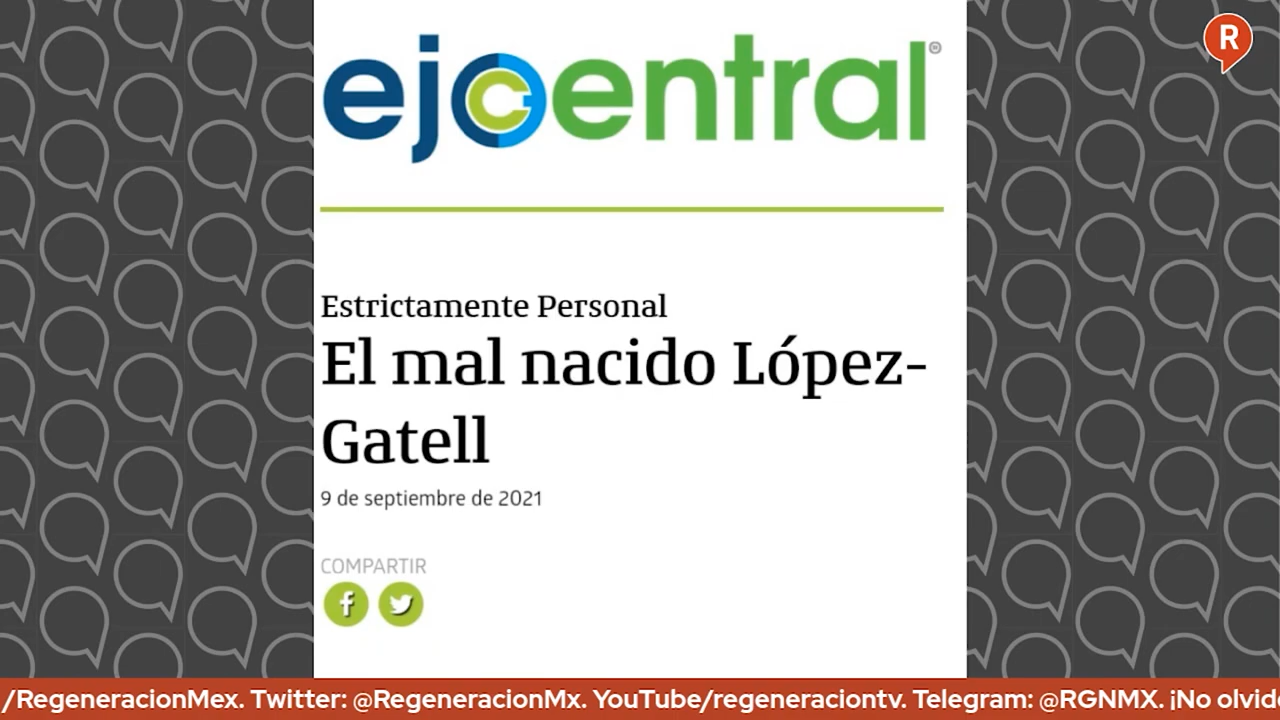 R
ejecentral®
Estrictamente Personal
El mal nacido López-
Gatell
9 de septiembre de 2021
COMPARTIR
f
/RegeneracionMex. Twitter: @RegeneracionMx. YouTube/regeneraciontv. Telegram: @RGNMX. ¡No olvid